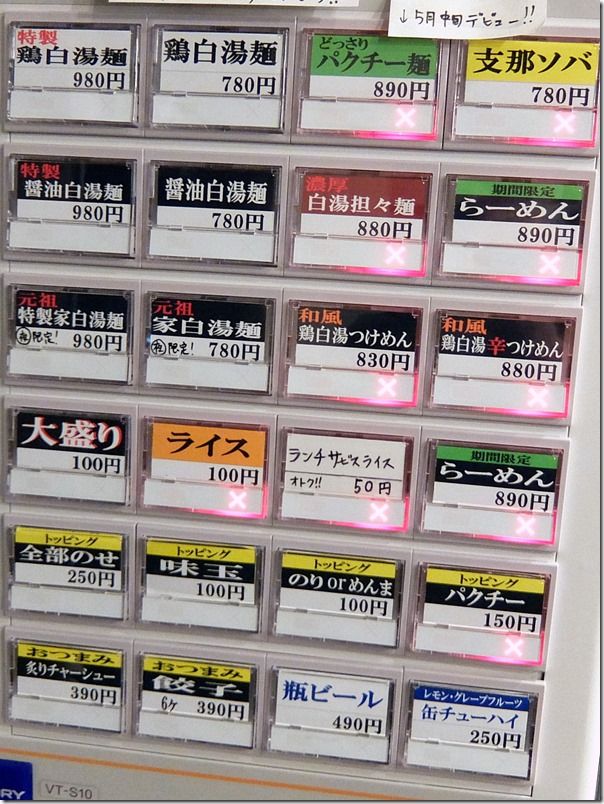 ↓5月中旬デビュー!!
特製
鶏白湯麺
980円
鶏白湯麺
780円
どっさり
パクチー麺
890円
支那ソバ
780円
特製
醤油白湯麺
980円
醤油白湯麺
780円
濃厚
白湯担々麺
880円
期間限定
らーめん
890円
元祖
特製家白湯麺
夜限定! 980円
元祖
家白湯麺
夜限定! 780円
和風
鶏白湯つけめん
830円
和風
鶏白湯辛つけめん
880円
大盛り
100円
ライス
100円
ランチサービスライス
オトク!! 50円
期間限定
らーめん
890円
トッピング
全部のせ
250円
トッピング
味玉
100円
トッピング
のりorめんま
100円
トッピング
パクチー
150円
おつまみ
炙りチャーシュー
390円
おつまみ
餃子
6ケ 390円
瓶ビール
490円
レモン・グレープフルーツ
缶チューハイ
250円
RY
VT-S10